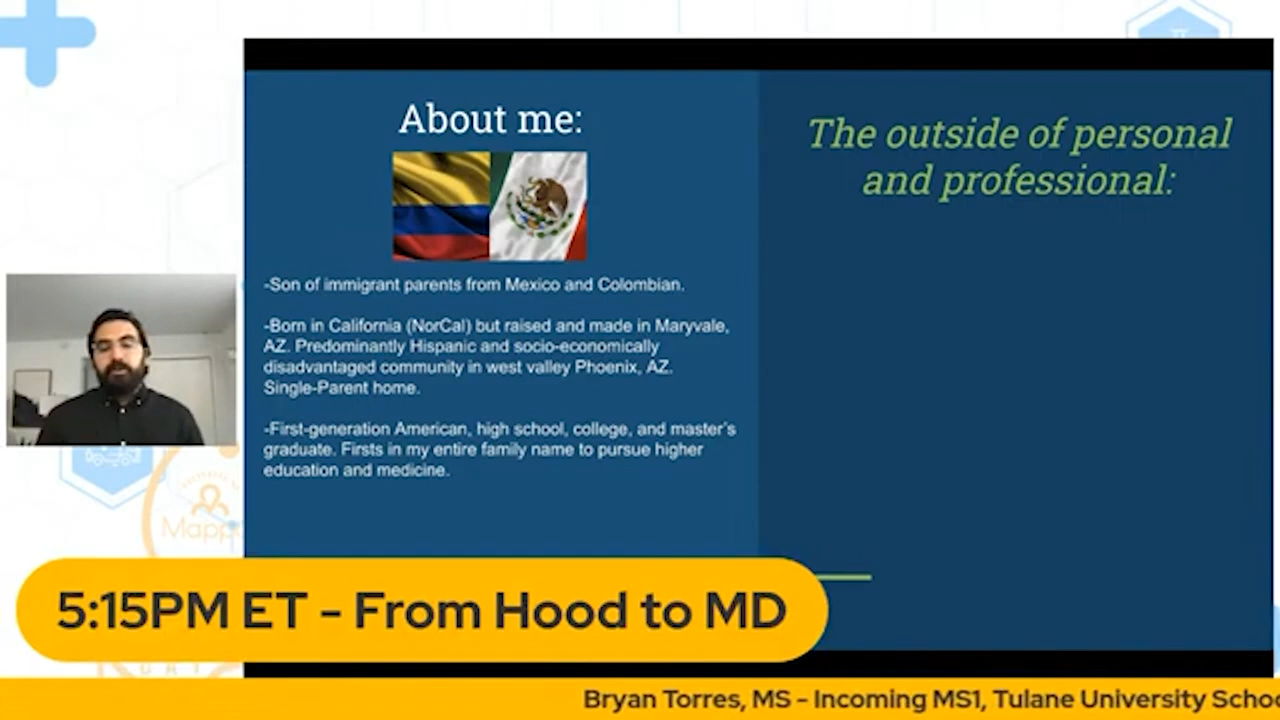 About me:
-Son of immigrant parents from Mexico and Colombian.
-Born in California (NorCal) but raised and made in Maryvale,
AZ. Predominantly Hispanic and socio-economically
disadvantaged community in west valley Phoenix, AZ.
Single-Parent home.
-First-generation American, high school, college, and master's
graduate. Firsts in my entire family name to pursue higher
education and medicine.
The outside of personal
and professional:
Mapp
5:15PM ET - From Hood to MD
Bryan Torres, MS - Incoming MS1, Tulane University Schoo